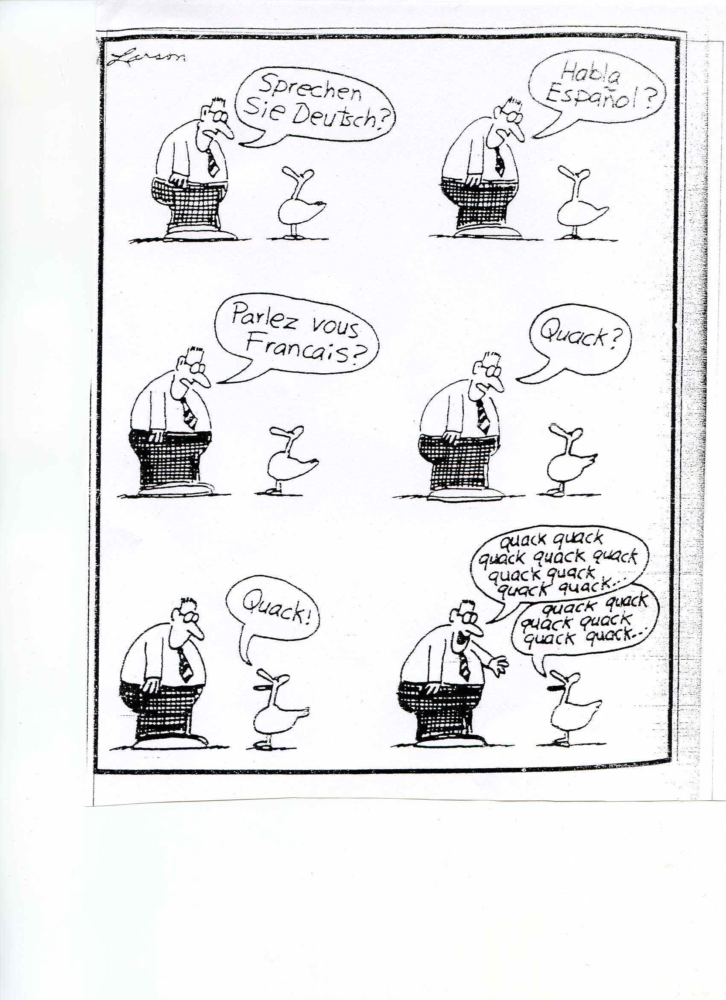 Larson
Sprechen
Sie Deutsch?
Habla
Español?
Parlez vous
Francais?
Quack?
Quack!
quack quack
quack quack quack
quack quack
quack quack...
quack quack
quack quack
quack quack...